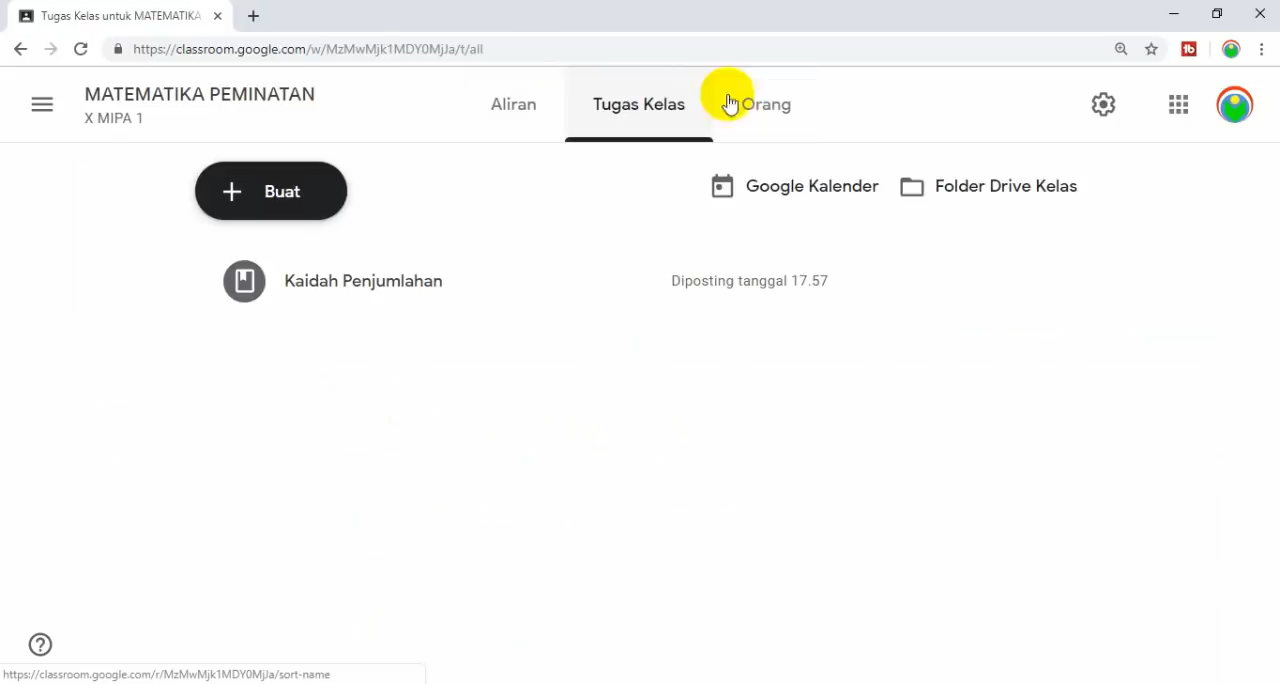 Tugas Kelas untuk MATEMATIKA
https://classroom.google.com/w/MzMwMjk1MDY0MjJa/t/all
MATEMATIKA PEMINATAN
X MIPA 1
Aliran
Tugas Kelas
Orang
Buat
Google Kalender
Folder Drive Kelas
Kaidah Penjumlahan
Diposting tanggal 17.57
https://classroom.google.com/r/MzMwMjk1MDY0MjJa/sort-name